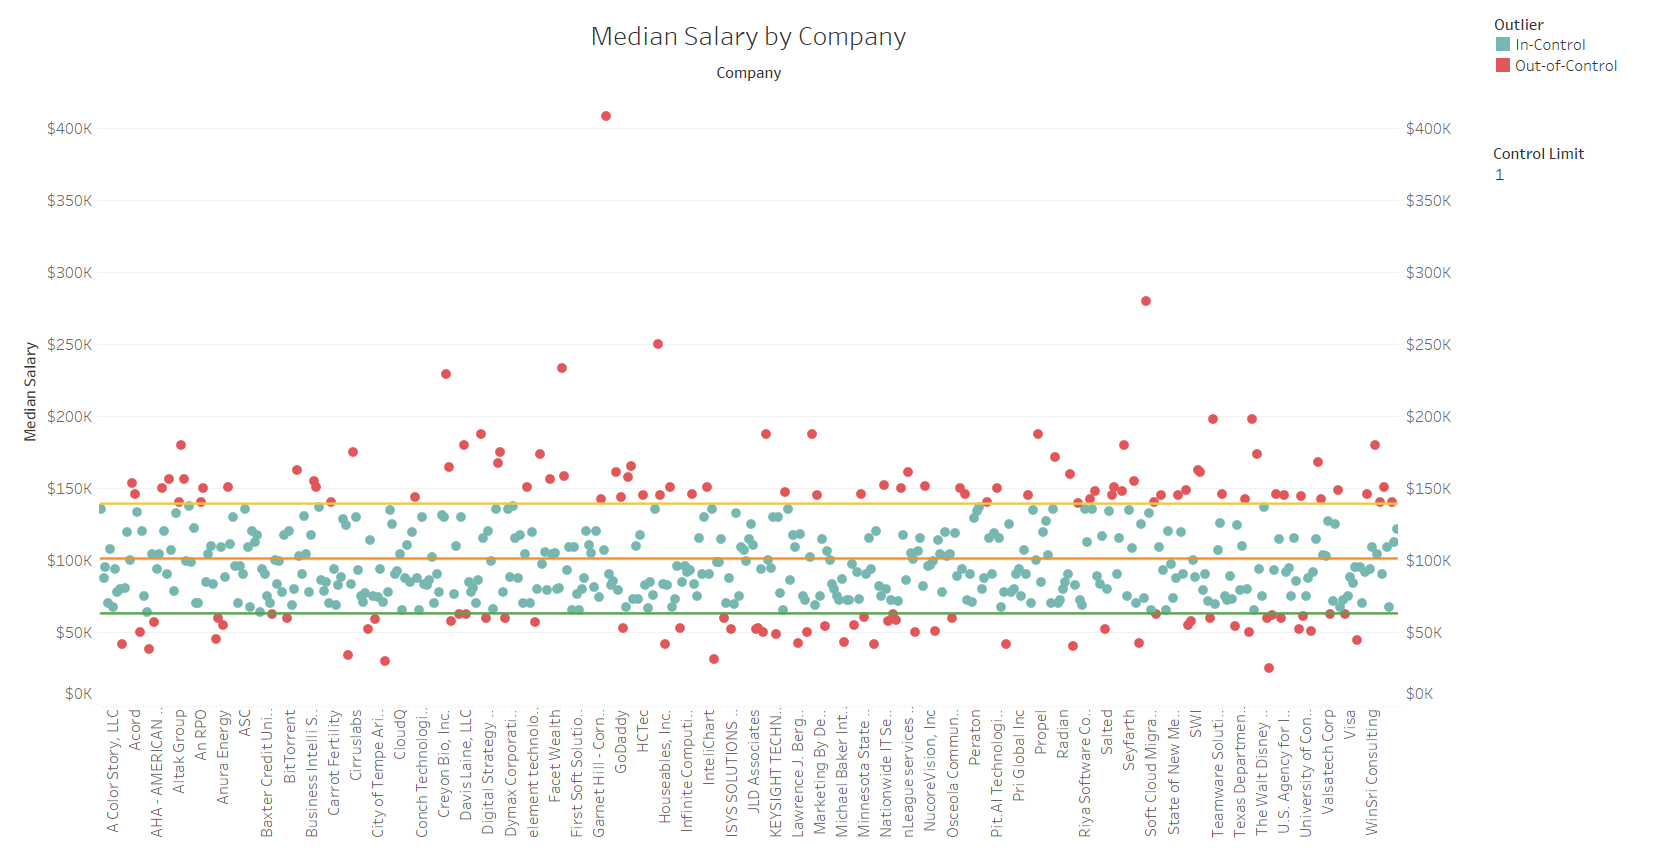 Median Salary by Company
Company
Outlier
In-Control
Out-of-Control
Control Limit
1
Median Salary
$400K
$350K
$300K
$250K
$200K
$150K
$100K
$50K
$0K
$400K
$350K
$300K
$250K
$200K
$150K
$100K
$50K
$0K
A Color Story, LLC
Acord
AHA - AMERICAN ..
Altak Group
An RPO
Anura Energy
ASC
Baxter Credit Uni..
BitTorrent
Business Intelli S..
Carrot Fertility
Cirruslabs
City of Tempe Ari..
CloudQ
Conch Technologi..
Creyon Bio, Inc.
Davis Laine, LLC
Digital Strategy ..
Dymax Corporati..
element technolo..
Facet Wealth
First Soft Solutio..
Garnet Hill - Corn..
GoDaddy
HCTec
Houseables, Inc.
Infinite Computi..
InteliChart
ISYS SOLUTIONS ..
JLD Associates
KEYSIGHT TECHN..
Lawrence J. Berg..
Marketing By De..
Michael Baker Int..
Minnesota State ..
Nationwide IT Se..
nLeague services ..
NucoreVision, Inc
Osceola Commun..
Peraton
Pit.AI Technologi..
Pri Global Inc
Propel
Radian
Riya Software Co..
Salted
Seyfarth
Soft Cloud Migra..
State of New Me..
SWI
Teamware Soluti..
Texas Departmen..
The Walt Disney ..
U.S. Agency for I..
University of Con..
Valsatech Corp
Visa
WinSri Consulting